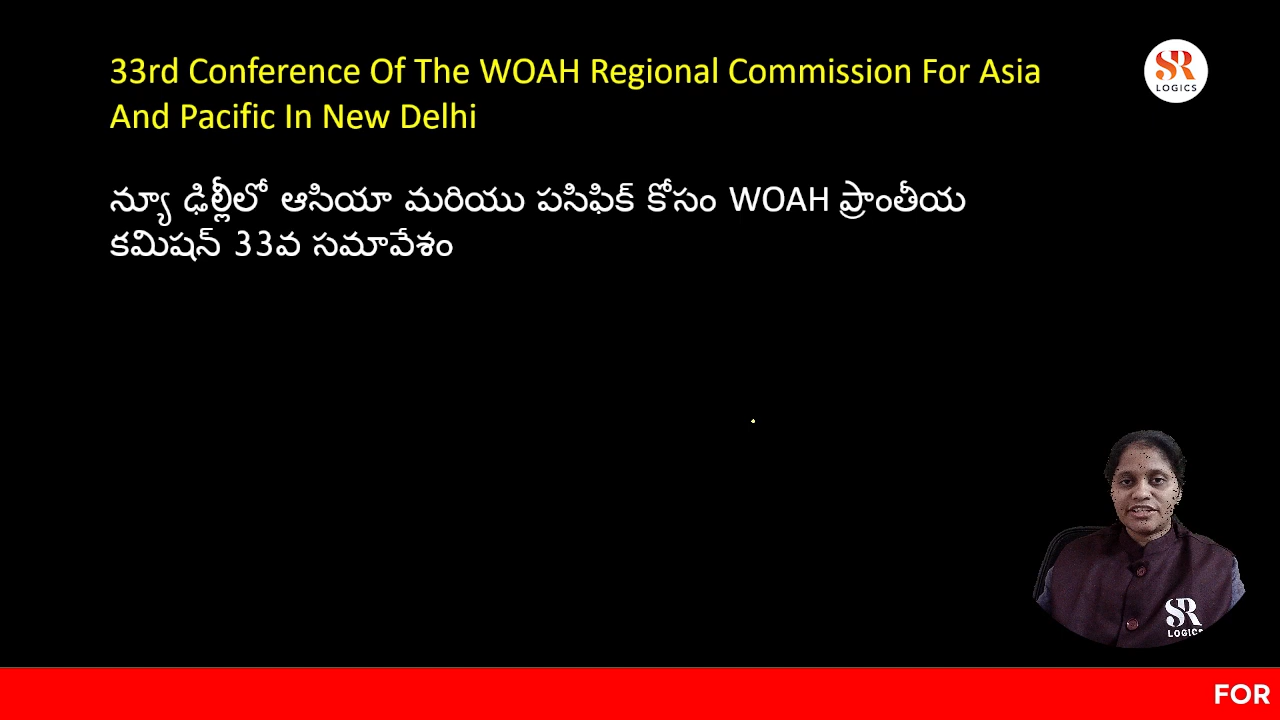 33rd Conference Of The WOAH Regional Commission For Asia
And Pacific In New Delhi
SR
LOGICS
న్యూ ఢిల్లీలో ఆసియా మరియు పసిఫిక్ కోసం WOAH ప్రాంతీయ
కమిషన్ 33వ సమావేశం
SR
LOGICS
FOR